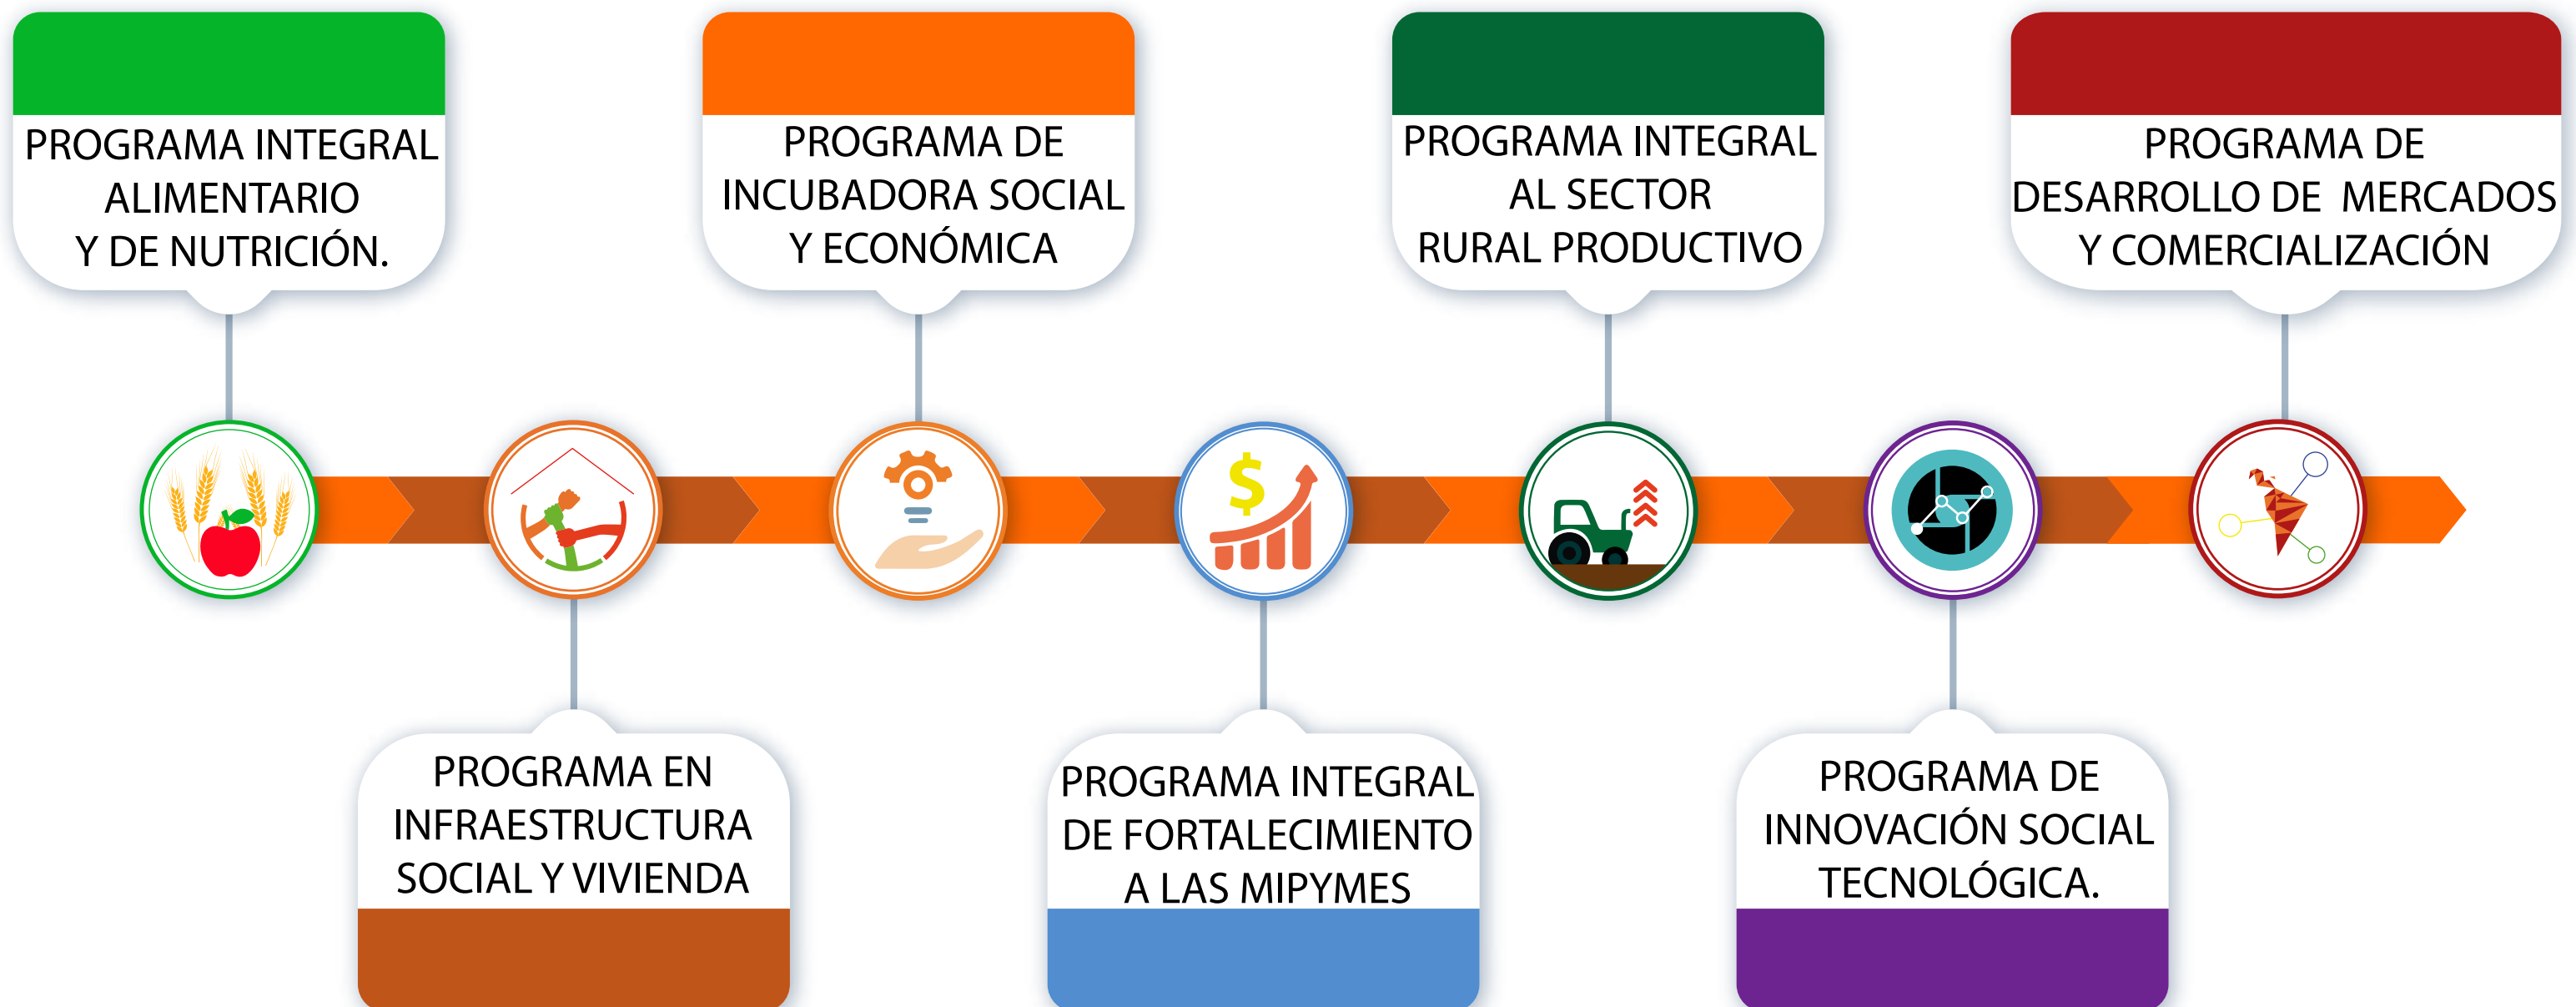 PROGRAMA INTEGRAL
ALIMENTARIO
Y DE NUTRICIÓN.
PROGRAMA EN
INFRAESTRUCTURA
SOCIAL Y VIVIENDA
PROGRAMA DE
INCUBADORA SOCIAL
Y ECONÓMICA
$
PROGRAMA INTEGRAL
DE FORTALECIMIENTO
A LAS MIPYMES
PROGRAMA INTEGRAL
AL SECTOR
RURAL PRODUCTIVO
PROGRAMA DE
INNOVACIÓN SOCIAL
TECNOLÓGICA.
PROGRAMA DE
DESARROLLO DE MERCADOS
Y COMERCIALIZACIÓN